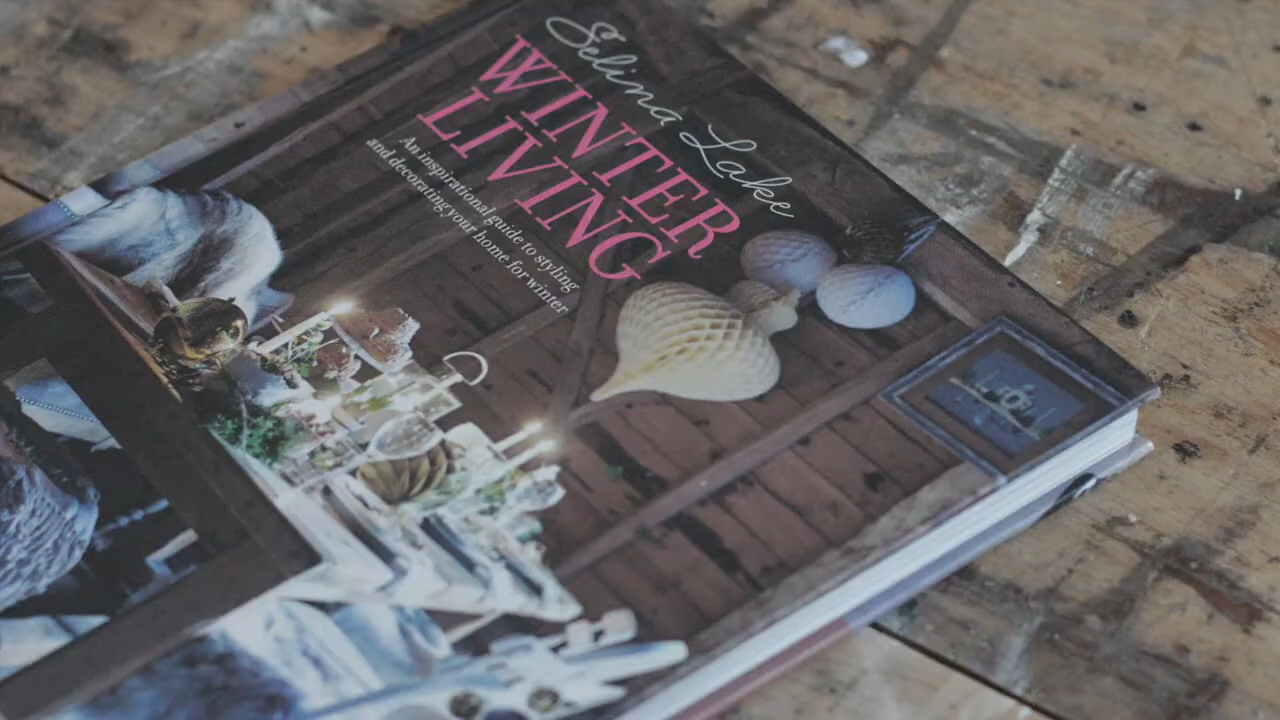 Selina Lake
WINTER
LIVING
An inspirational guide to styling
and decorating your home for winter